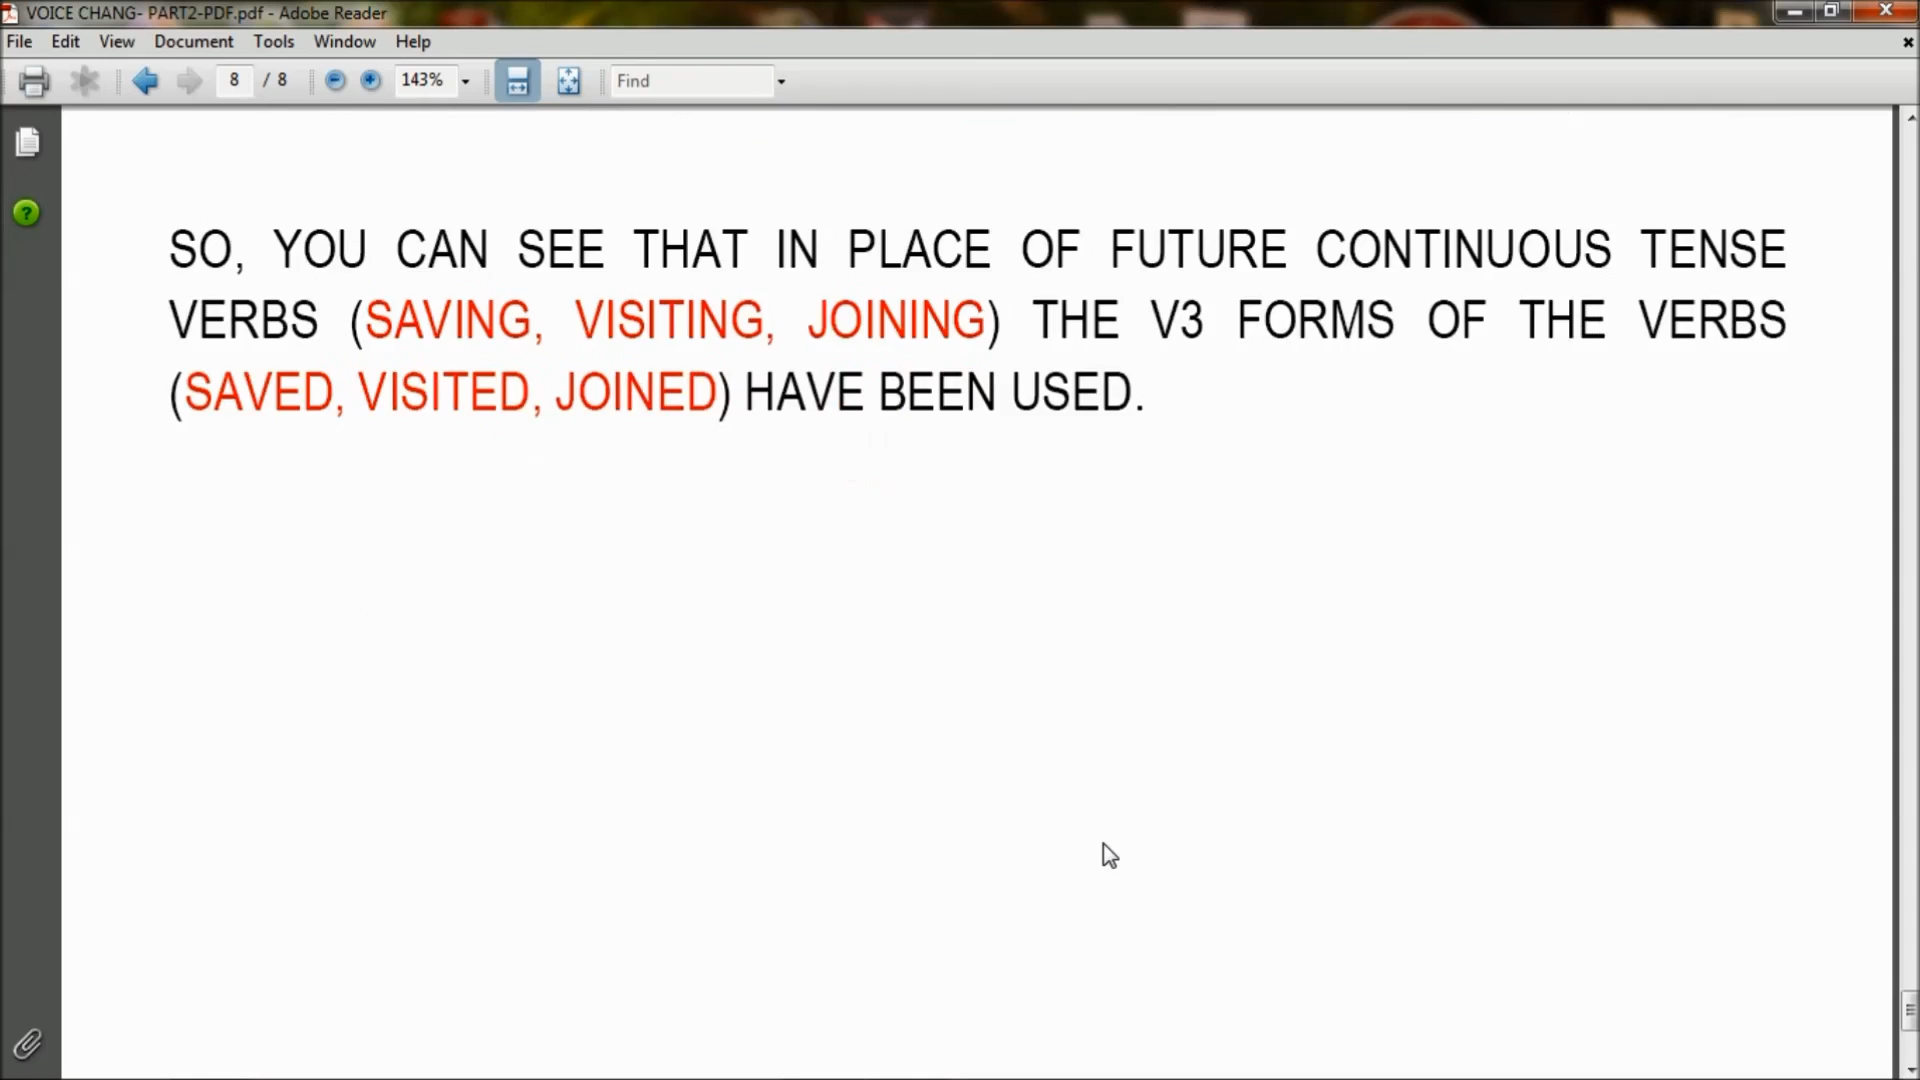 VOICE CHANG- PART2-PDF.pdf - Adobe Reader
File Edit View Document Tools Window Help
8 / 8 143% Find
SO, YOU CAN SEE THAT IN PLACE OF FUTURE CONTINUOUS TENSE
VERBS (SAVING, VISITING, JOINING) THE V3 FORMS OF THE VERBS
(SAVED, VISITED, JOINED) HAVE BEEN USED.